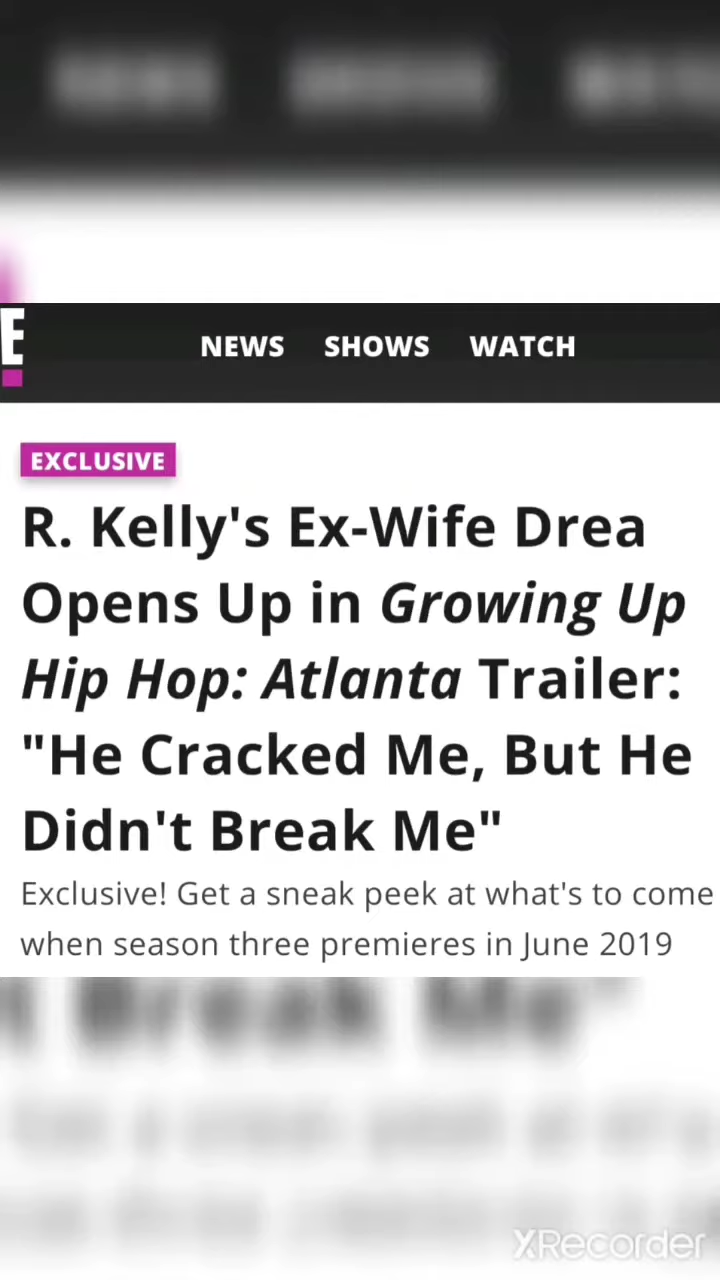 E
NEWS SHOWS WATCH
EXCLUSIVE
R. Kelly's Ex-Wife Drea
Opens Up in Growing Up
Hip Hop: Atlanta Trailer:
"He Cracked Me, But He
Didn't Break Me"
Exclusive! Get a sneak peek at what's to come
when season three premieres in June 2019
XRecorder